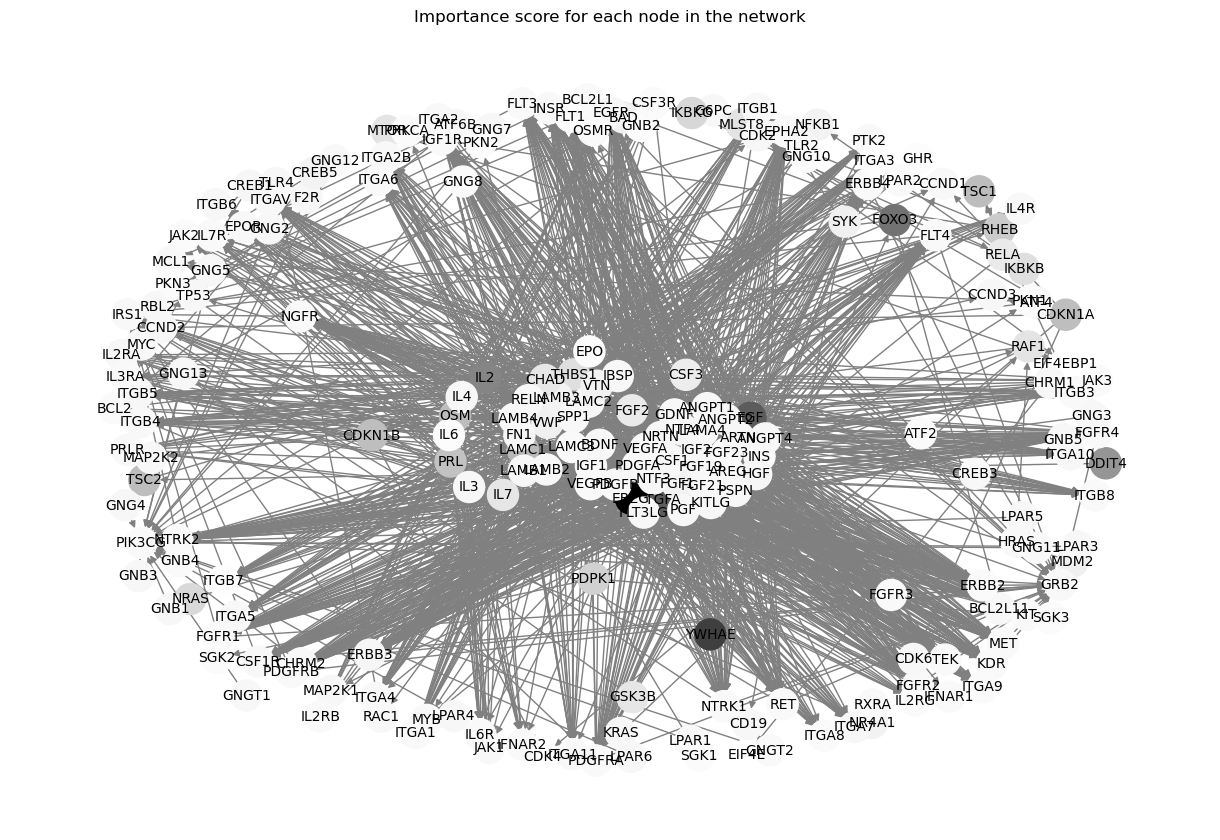 Importance score for each node in the network
BCL2L1
FLT3
INSR
CSF3R
ITGB1
EGFR
IKBKG
G6PC
FLT1
BAD
ITGA2
MLST8
NFKB1
ATF6B
GNG7
GNB2
MTOR
PRKCA
OSMR
EPHA2
CDK2
IGF1R
PKN2
TLR2
PTK2
GNG12
ITGA2B
GNG10
ITGA3
GHR
CREB5
ITGA6
GNG8
LPAR2
TLR4
ERBB4
CCND1
CREB1
TSC1
F2R
ITGAV
ITGB6
IL4R
SYK
FOXO3
EPOR
GNG2
RHEB
JAK2
IL7R
FLT4
RELA
MCL1
GNG5
IKBKB
PKN3
TP53
CCND3
PKN1
ATF4
RBL2
IRS1
NGFR
CDKN1A
CCND2
MYC
RAF1
IL2RA
EPO
EIF4EBP1
GNG13
THBS1
IBSP
CSF3
IL3RA
IL2
CHAD
JAK3
CHRM1
VTN
ITGB5
ITGB3
IL4
RELN
LAMC2
BCL2
ANGPT1
FGF2
GNG3
OSM
LAMB4
SPP1
GDNF
EGF
ITGB4
ANGPT2
VWF
LAMA4
FGFR4
CDKN1B
IL6
FN1
NRTN
ARTN
ANGPT4
ATF2
GNB5
BDNF
PRLR
LAMC1
LAMC3
VEGFA
IGF2
FGF23
ITGA10
MAP2K2
INS
PRL
CSF1
DDIT4
IGF1
PDGFA
FGF19
LAMB2
AREG
HGF
CREB3
TSC2
NTF3
IL3
VEGFB
PDGFB
FGF21
PSPN
IL7
ITGB8
GNG4
KITLG
FLT3LG
PGF
LPAR5
PIK3CG
NTRK2
HRAS
GNG11
LPAR3
GNB4
MDM2
GNB3
ITGB7
PDPK1
ERBB2
GRB2
NRAS
FGFR3
GNB1
BCL2L11
ITGA5
KIT
SGK3
FGFR1
YWHAE
MET
SGK2
CSF1R
CHRM2
ERBB3
CDK6
TEK
KDR
PDGFRB
FGFR2
ITGA9
GNGT1
MAP2K1
ITGA4
GSK3B
IFNAR1
IL2RG
NTRK1
RET
RXRA
IL2RB
RAC1
MYB
LPAR4
CD19
NR4A1
ITGA7
ITGA1
IL6R
KRAS
ITGA8
IFNAR2
LPAR1
JAK1
CDK4
ITGA11
LPAR6
SGK1
EIF4E
GNGT2
PDGFRA